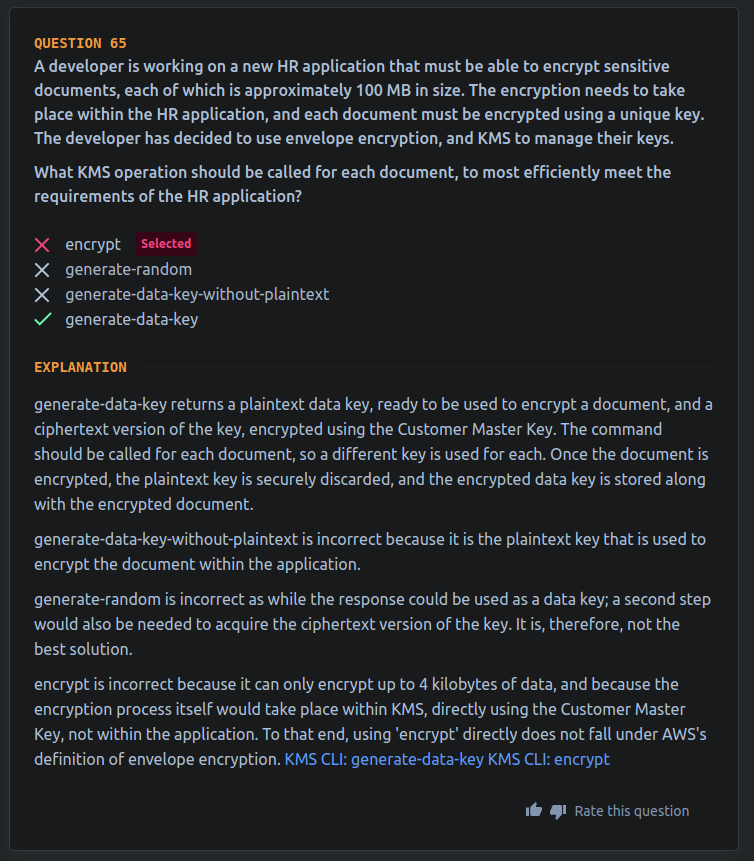 QUESTION 65
A developer is working on a new HR application that must be able to encrypt sensitive
documents, each of which is approximately 100 MB in size. The encryption needs to take
place within the HR application, and each document must be encrypted using a unique key.
The developer has decided to use envelope encryption, and KMS to manage their keys.
What KMS operation should be called for each document, to most efficiently meet the
requirements of the HR application?
encrypt Selected
generate-random
generate-data-key-without-plaintext
generate-data-key
EXPLANATION
generate-data-key returns a plaintext data key, ready to be used to encrypt a document, and a
ciphertext version of the key, encrypted using the Customer Master Key. The command
should be called for each document, so a different key is used for each. Once the document is
encrypted, the plaintext key is securely discarded, and the encrypted data key is stored along
with the encrypted document.
generate-data-key-without-plaintext is incorrect because it is the plaintext key that is used to
encrypt the document within the application.
generate-random is incorrect as while the response could be used as a data key; a second step
would also be needed to acquire the ciphertext version of the key. It is, therefore, not the
best solution.
encrypt is incorrect because it can only encrypt up to 4 kilobytes of data, and because the
encryption process itself would take place within KMS, directly using the Customer Master
Key, not within the application. To that end, using 'encrypt' directly does not fall under AWS's
definition of envelope encryption. KMS CLI: generate-data-key KMS CLI: encrypt
Rate this question